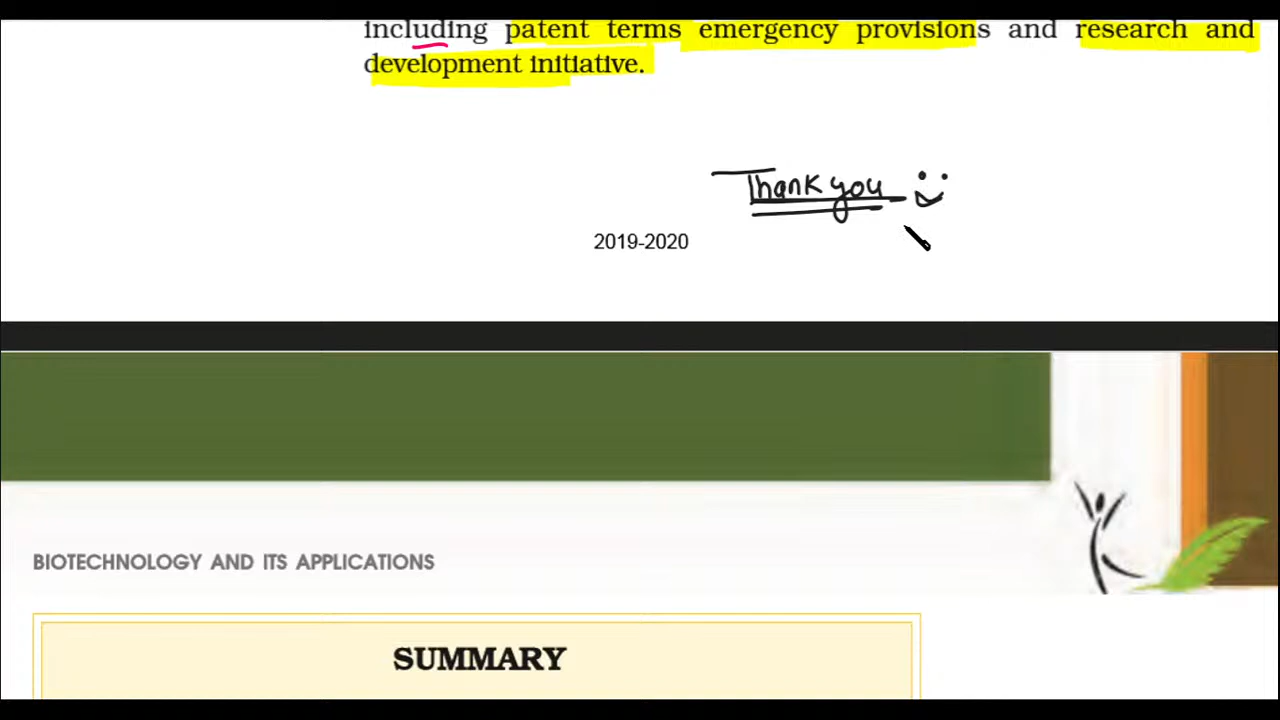 including patent terms emergency provisions and research and
development initiative.
Thank you
2019-2020
BIOTECHNOLOGY AND ITS APPLICATIONS
SUMMARY